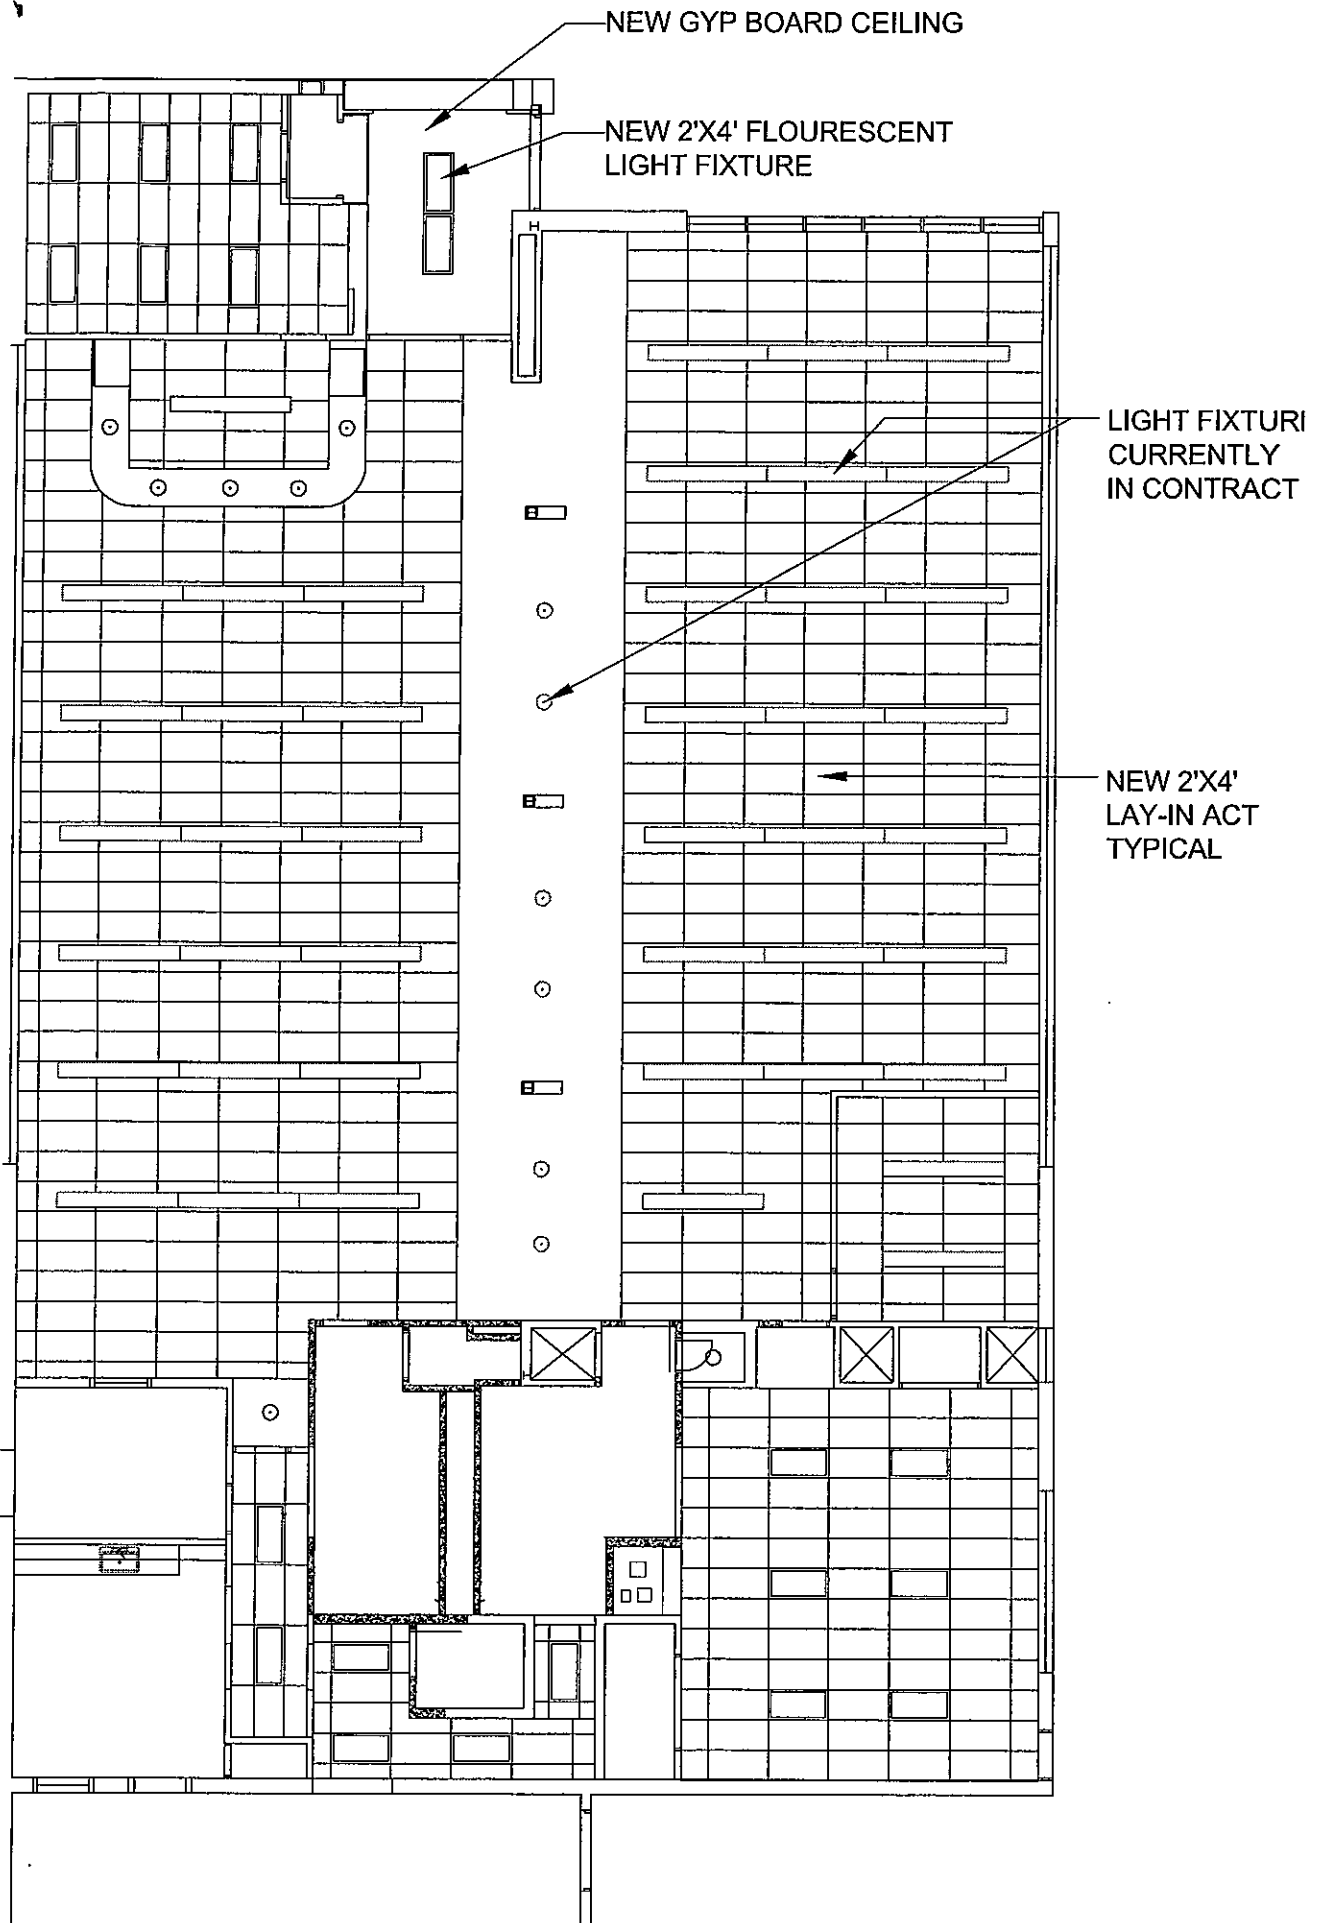 NEW GYP BOARD CEILING
NEW 2'X4' FLOURESCENT
LIGHT FIXTURE
LIGHT FIXTURI
CURRENTLY
IN CONTRACT
NEW 2'X4'
LAY-IN ACT
TYPICAL
H